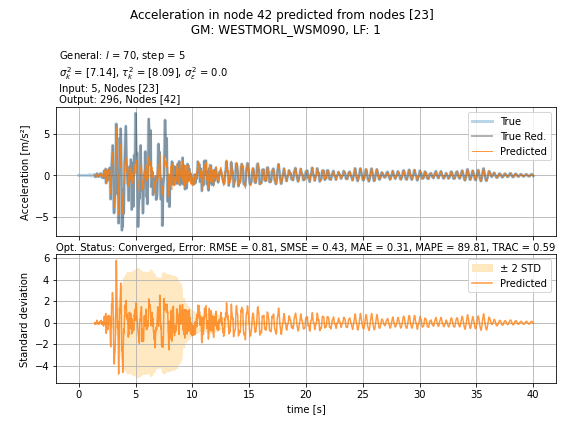 Acceleration in node 42 predicted from nodes [23]
GM: WESTMORL_WSM090, LF: 1
General: l = 70, step = 5
σ²ₖ = [7.14], τ²ₖ = [8.09], σ²ε = 0.0
Input: 5, Nodes [23]
Output: 296, Nodes [42]
Acceleration [m/s²]
5
0
−5
True
True Red.
Predicted
Opt. Status: Converged, Error: RMSE = 0.81, SMSE = 0.43, MAE = 0.31, MAPE = 89.81, TRAC = 0.59
Standard deviation
6
4
2
0
−2
−4
± 2 STD
Predicted
0 5 10 15 20 25 30 35 40
time [s]